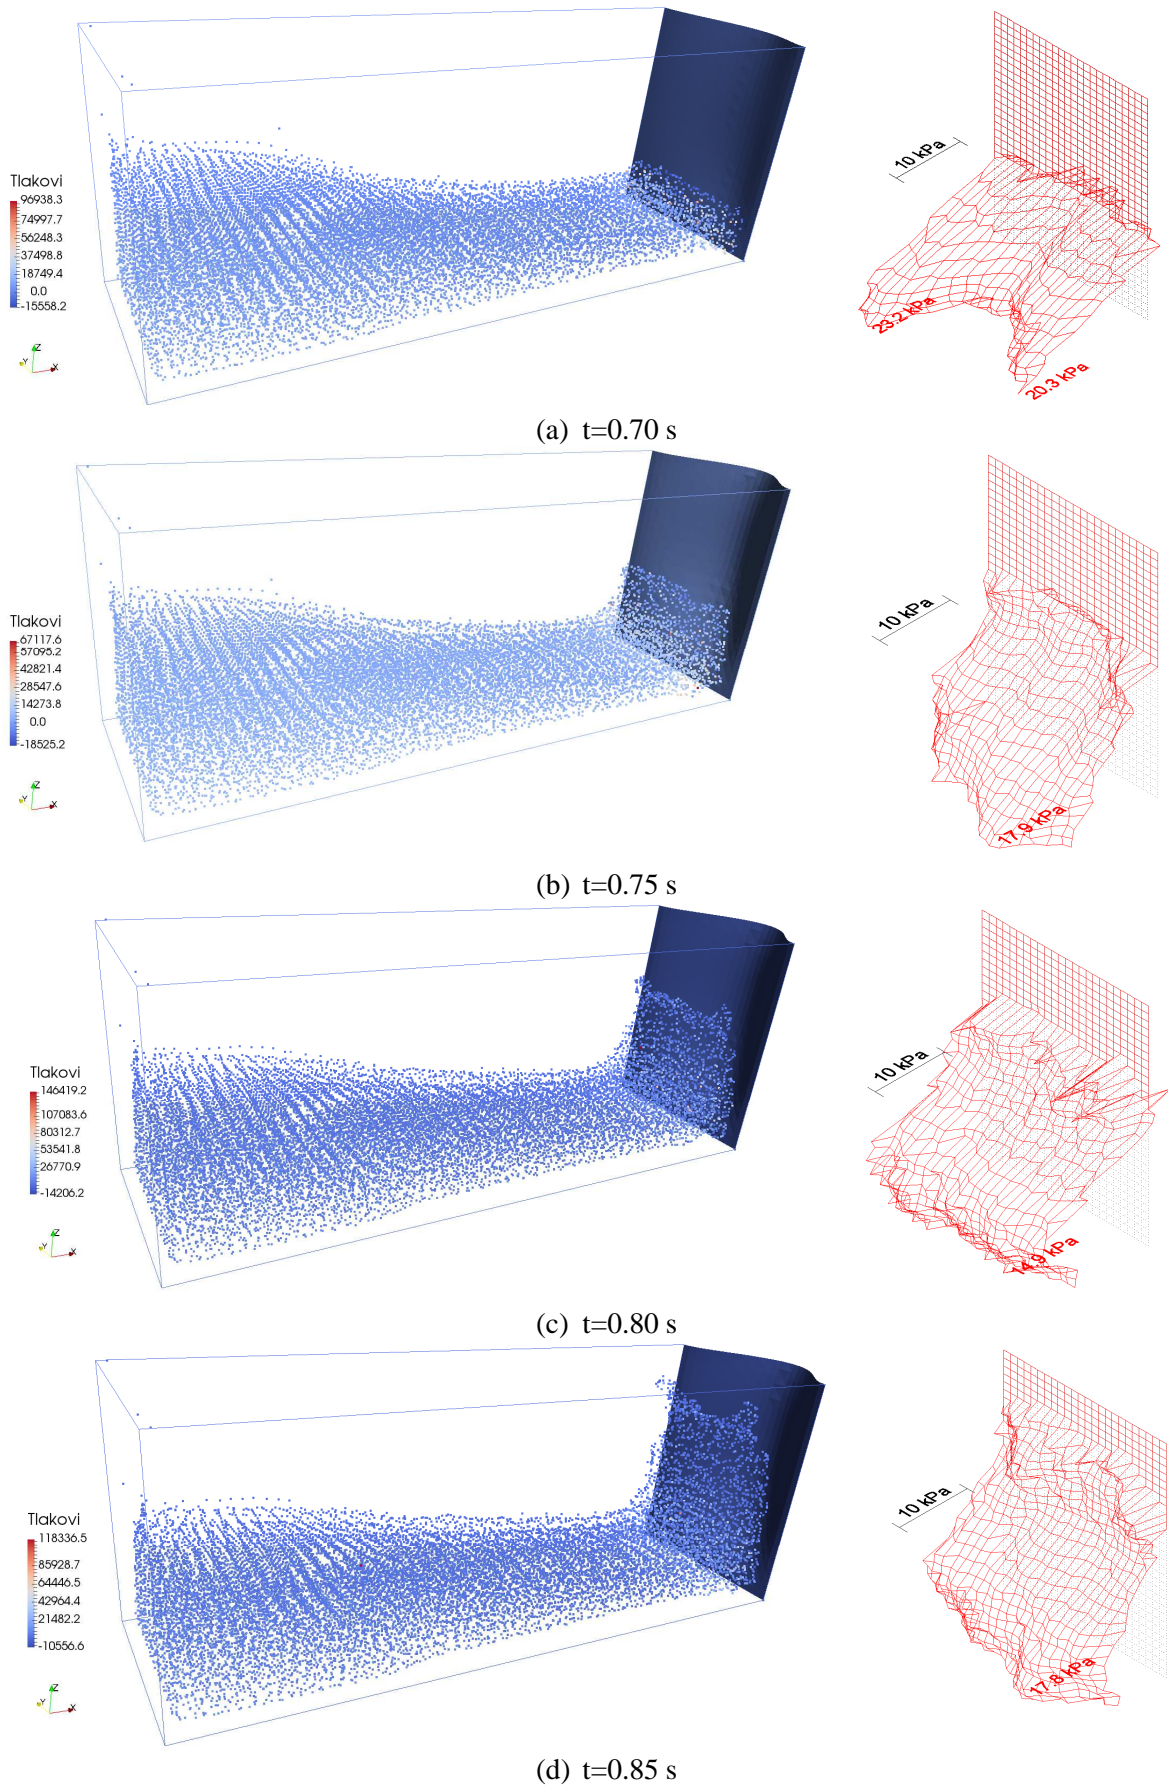 10 kPa
Tlakovi
96938.3
74997.7
56248.3
37498.8
18749.4
0.0
-15558.2
Z
Y
X
23.2 kPa
20.3 kPa
(a) t=0.70 s
10 kPa
Tlakovi
67117.6
57095.2
42821.4
28547.6
14273.8
0.0
-18525.2
Z
Y
X
17.9 kPa
(b) t=0.75 s
10 kPa
Tlakovi
146419.2
107083.6
80312.7
53541.8
26770.9
-14206.2
Z
Y
X
14.9 kPa
(c) t=0.80 s
10 kPa
Tlakovi
118336.5
85928.7
64446.5
42964.4
21482.2
-10556.6
Z
Y
X
17.8 kPa
(d) t=0.85 s